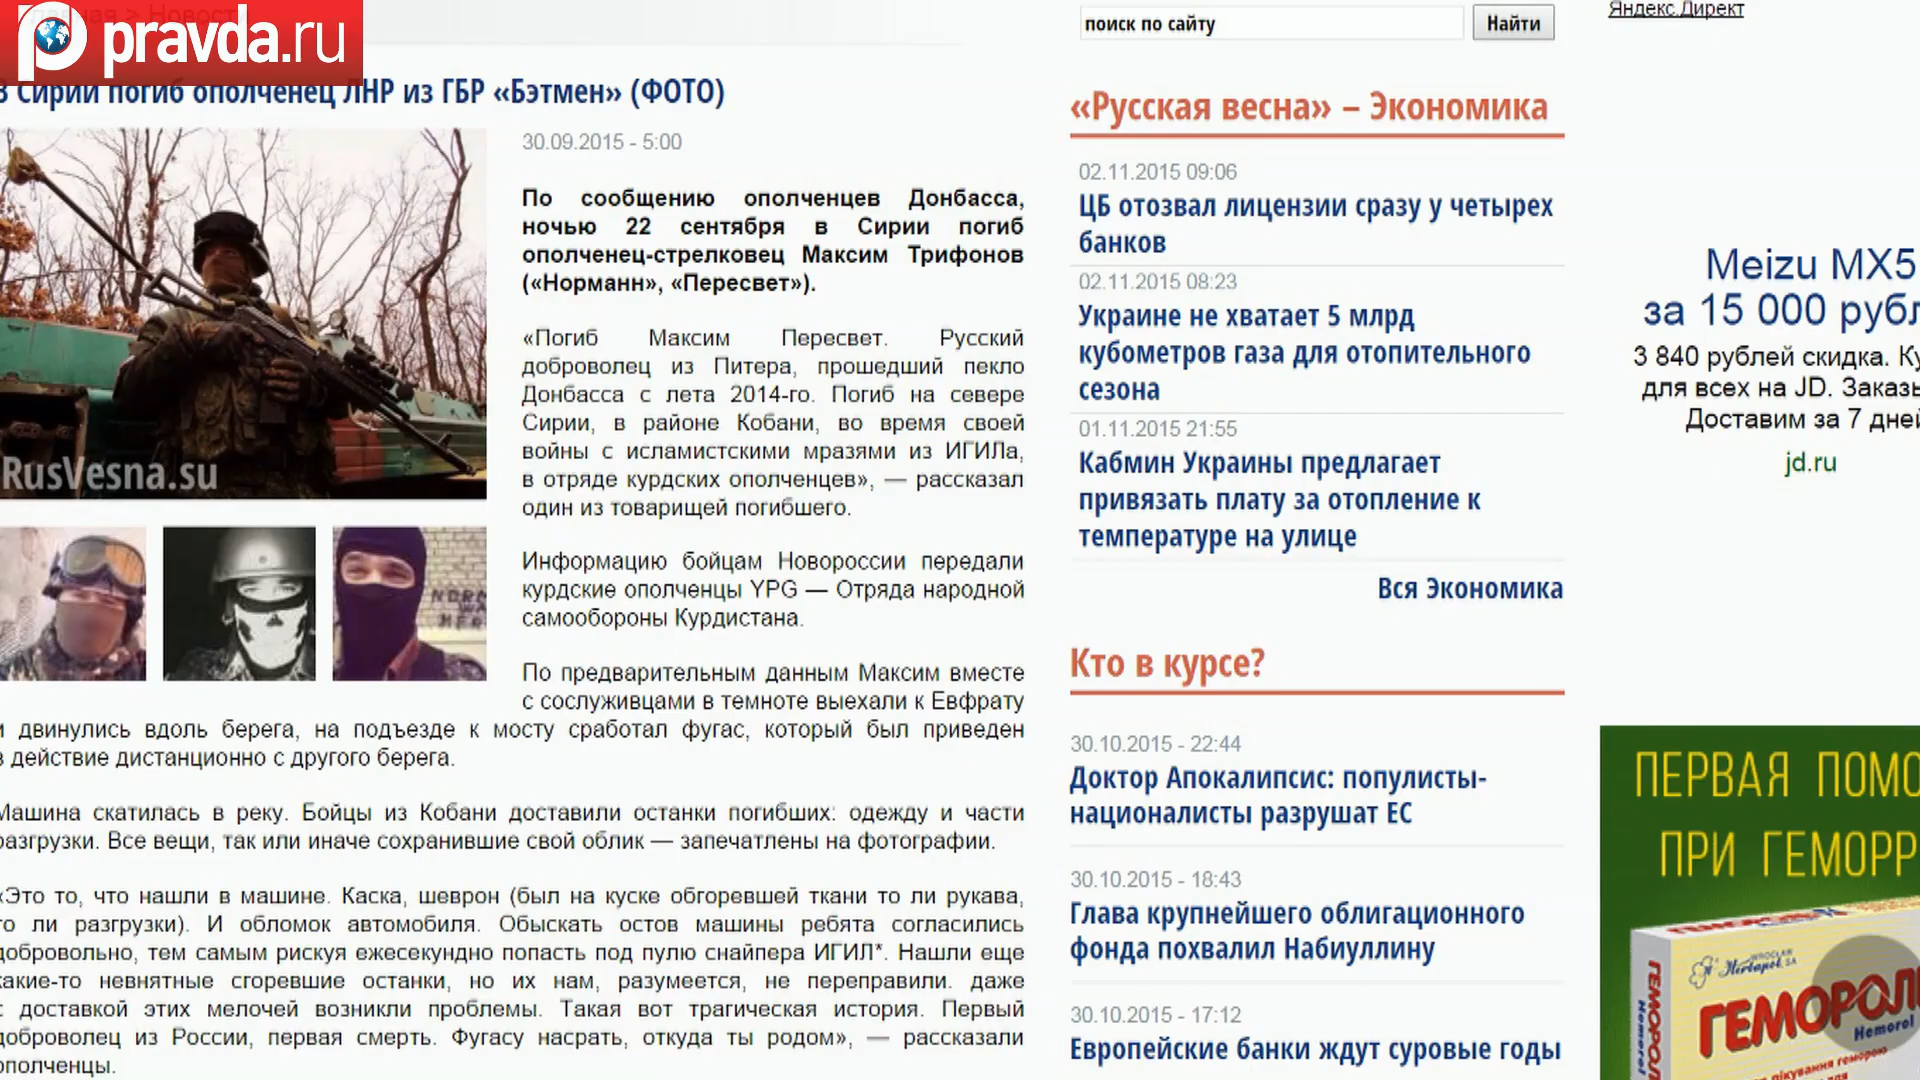 pravda.ru
В Сирии погиб ополченец ЛНР из ГБР «Бэтмен» (ФОТО)
RusVesna.su
30.09.2015 - 5:00
По сообщению ополченцев Донбасса,
ночью 22 сентября в Сирии погиб
ополченец-стрелковец Максим Трифонов
(«Норманн», «Пересвет»).
«Погиб Максим Пересвет. Русский
доброволец из Питера, прошедший пекло
Донбасса с лета 2014-го. Погиб на севере
Сирии, в районе Кобани, во время своей
войны с исламистскими мразями из ИГИЛа,
в отряде курдских ополченцев», — рассказал
один из товарищей погибшего.
Информацию бойцам Новороссии передали
курдские ополченцы YPG — Отряда народной
самообороны Курдистана.
По предварительным данным Максим вместе
с сослуживцами в темноте выехали к Евфрату
и двинулись вдоль берега, на подъезде к мосту сработал фугас, который был приведен
в действие дистанционно с другого берега.
Машина скатилась в реку. Бойцы из Кобани доставили останки погибших: одежду и части
разгрузки. Все вещи, так или иначе сохранившие свой облик — запечатлены на фотографии.
«Это то, что нашли в машине. Каска, шеврон (был на куске обгоревшей ткани то ли рукава,
то ли разгрузки). И обломок автомобиля. Обыскать остов машины ребята согласились
добровольно, тем самым рискуя ежесекундно попасть под пулю снайпера ИГИЛ*. Нашли еще
какие-то невнятные сгоревшие останки, но их нам, разумеется, не переправили. даже
с доставкой этих мелочей возникли проблемы. Такая вот трагическая история. Первый
доброволец из России, первая смерть. Фугасу насрать, откуда ты родом», — рассказали
ополченцы.
поиск по сайту
Найти
«Русская весна» – Экономика
02.11.2015 09:06
ЦБ отозвал лицензии сразу у четырех
банков
02.11.2015 08:23
Украине не хватает 5 млрд
кубометров газа для отопительного
сезона
01.11.2015 21:55
Кабмин Украины предлагает
привязать плату за отопление к
температуре на улице
Вся Экономика
Кто в курсе?
30.10.2015 - 22:44
Доктор Апокалипсис: популисты-
националисты разрушат ЕС
30.10.2015 - 18:43
Глава крупнейшего облигационного
фонда похвалил Набиуллину
30.10.2015 - 17:12
Европейские банки ждут суровые годы
Яндекс.Директ
Meizu MX5
за 15 000 рубл
3 840 рублей скидка. Ку
для всех на JD. Заказы
Доставим за 7 дней
jd.ru
ПЕРВАЯ ПОМО
ПРИ ГЕМОРР
Herbapol
ГЕМОРОЛ
Hemorol